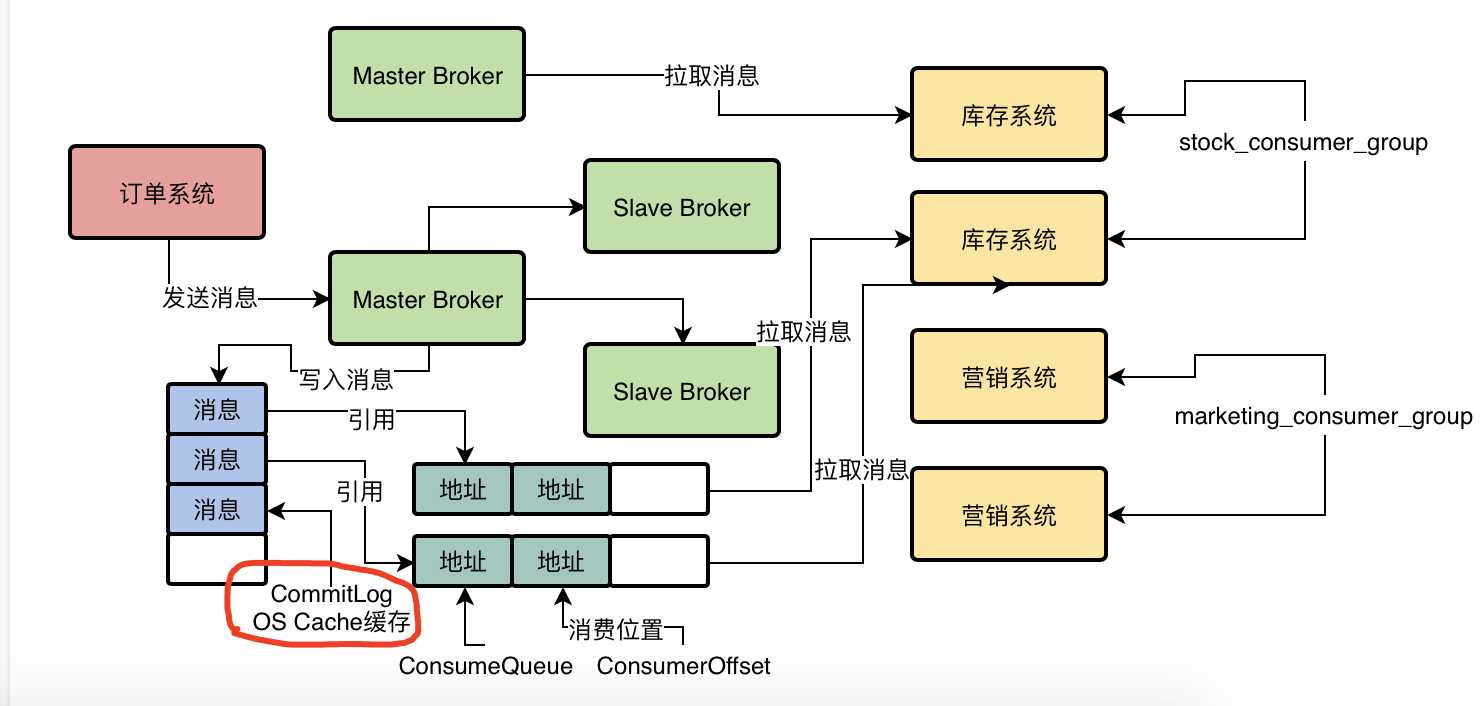 Master Broker
拉取消息
库存系统
stock_consumer_group
订单系统
Slave Broker
库存系统
发送消息
Master Broker
拉取消息
写入消息
Slave Broker
营销系统
marketing_consumer_group
消息
引用
消息
引用
消息
地址
地址
拉取消息
营销系统
地址
地址
CommitLog
OS Cache缓存
消费位置
ConsumeQueue
ConsumerOffset